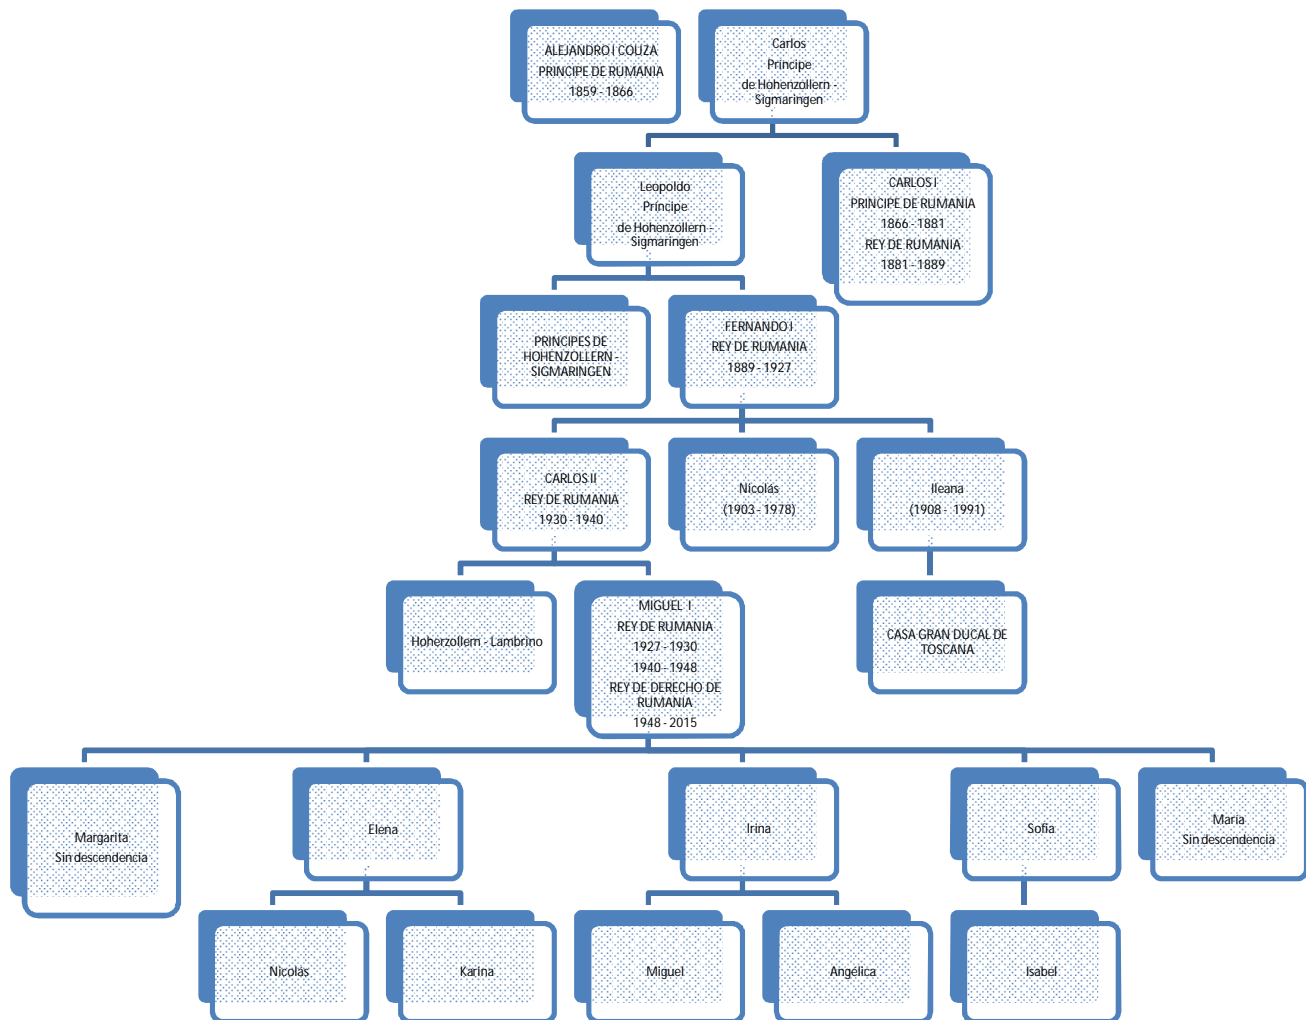 ALEJANDRO I COUZA
PRINCIPE DE RUMANIA
1859 - 1866
Carlos
Príncipe
de Hohenzollern -
Sigmaringen
Leopoldo
Príncipe
de Hohenzollern -
Sigmaringen
CARLOS I
PRINCIPE DE RUMANIA
1866 - 1881
REY DE RUMANIA
1881 - 1889
PRINCIPES DE
HOHENZOLLERN -
SIGMARINGEN
FERNANDO I
REY DE RUMANIA
1889 - 1927
CARLOS II
REY DE RUMANIA
1930 - 1940
Nicolás
(1903 - 1978)
Ileana
(1908 - 1991)
Hoherzollern - Lambrino
MIGUEL I
REY DE RUMANIA
1927 - 1930
1940 - 1948
REY DE DERECHO DE
RUMANIA
1948 - 2015
CASA GRAN DUCAL DE
TOSCANA
Margarita
Sin descendencia
Elena
Irina
Sofía
María
Sin descendencia
Nicolás
Karina
Miguel
Angélica
Isabel